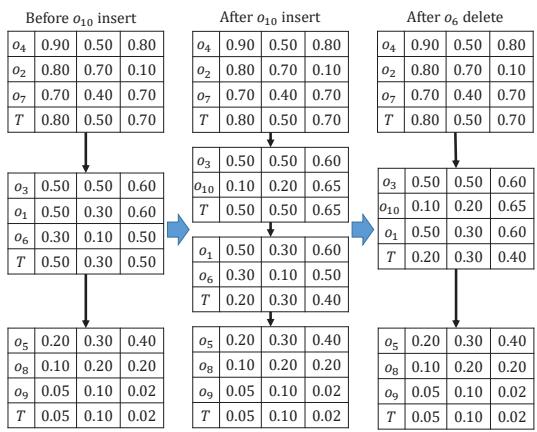 Before o₁₀ insert
o₄ 0.90 0.50 0.80
o₂ 0.80 0.70 0.10
o₇ 0.70 0.40 0.70
T 0.80 0.50 0.70
o₃ 0.50 0.50 0.60
o₁ 0.50 0.30 0.60
o₆ 0.30 0.10 0.50
T 0.50 0.30 0.50
o₅ 0.20 0.30 0.40
o₈ 0.10 0.20 0.20
o₉ 0.05 0.10 0.02
T 0.05 0.10 0.02
After o₁₀ insert
o₄ 0.90 0.50 0.80
o₂ 0.80 0.70 0.10
o₇ 0.70 0.40 0.70
T 0.80 0.50 0.70
o₃ 0.50 0.50 0.60
o₁₀ 0.10 0.20 0.65
T 0.50 0.50 0.65
o₁ 0.50 0.30 0.60
o₆ 0.30 0.10 0.50
T 0.20 0.30 0.40
o₅ 0.20 0.30 0.40
o₈ 0.10 0.20 0.20
o₉ 0.05 0.10 0.02
T 0.05 0.10 0.02
After o₆ delete
o₄ 0.90 0.50 0.80
o₂ 0.80 0.70 0.10
o₇ 0.70 0.40 0.70
T 0.80 0.50 0.70
o₃ 0.50 0.50 0.60
o₁₀ 0.10 0.20 0.65
o₁ 0.50 0.30 0.60
T 0.20 0.30 0.40
o₅ 0.20 0.30 0.40
o₈ 0.10 0.20 0.20
o₉ 0.05 0.10 0.02
T 0.05 0.10 0.02